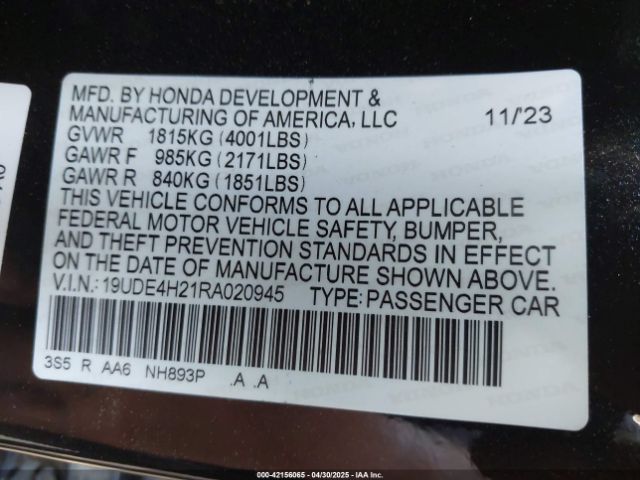 MFD. BY HONDA DEVELOPMENT &
MANUFACTURING OF AMERICA, LLC 11/'23
GVWR 1815KG (4001LBS)
GAWR F 985KG (2171LBS)
GAWR R 840KG (1851LBS)
THIS VEHICLE CONFORMS TO ALL APPLICABLE
FEDERAL MOTOR VEHICLE SAFETY, BUMPER,
AND THEFT PREVENTION STANDARDS IN EFFECT
ON THE DATE OF MANUFACTURE SHOWN ABOVE.
V.I.N.: 19UDE4H21RA020945 TYPE: PASSENGER CAR
3S5 R AA6 NH893P .A .A
000-42156065 - 04/30/2025 - IAA Inc.